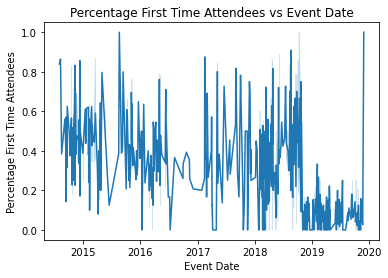 Percentage First Time Attendees vs Event Date
Percentage First Time Attendees
1.0
0.8
0.6
0.4
0.2
0.0
2015 2016 2017 2018 2019 2020
Event Date